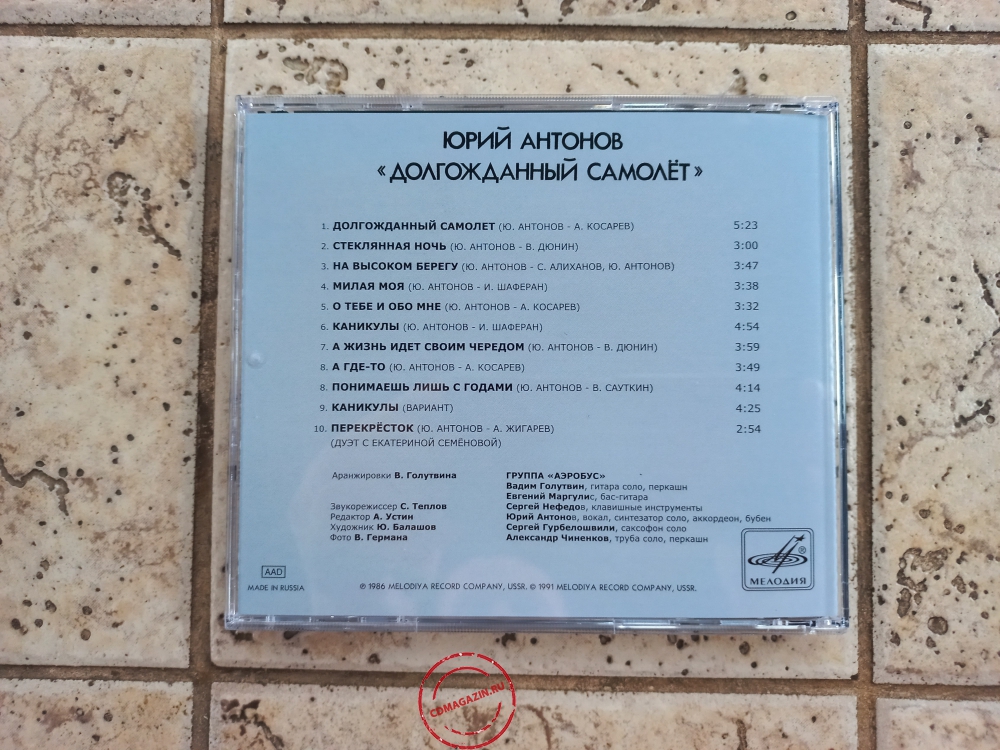 ЮРИЙ АНТОНОВ
«ДОЛГОЖДАННЫЙ САМОЛЁТ»
1. ДОЛГОЖДАННЫЙ САМОЛЕТ (Ю. АНТОНОВ - А. КОСАРЕВ) 5:23
2. СТЕКЛЯННАЯ НОЧЬ (Ю. АНТОНОВ - В. ДЮНИН) 3:00
3. НА ВЫСОКОМ БЕРЕГУ (Ю. АНТОНОВ - С. АЛИХАНОВ, Ю. АНТОНОВ) 3:47
4. МИЛАЯ МОЯ (Ю. АНТОНОВ - И. ШАФЕРАН) 3:38
5. О ТЕБЕ И ОБО МНЕ (Ю. АНТОНОВ - А. КОСАРЕВ) 3:32
6. КАНИКУЛЫ (Ю. АНТОНОВ - И. ШАФЕРАН) 4:54
7. А ЖИЗНЬ ИДЕТ СВОИМ ЧЕРЕДОМ (Ю. АНТОНОВ - В. ДЮНИН) 3:59
8. А ГДЕ-ТО (Ю. АНТОНОВ - А. КОСАРЕВ) 3:49
8. ПОНИМАЕШЬ ЛИШЬ С ГОДАМИ (Ю. АНТОНОВ - В. САУТКИН) 4:14
9. КАНИКУЛЫ (ВАРИАНТ) 4:25
10. ПЕРЕКРЁСТОК (Ю. АНТОНОВ - А. ЖИГАРЕВ) 2:54
(ДУЭТ С ЕКАТЕРИНОЙ СЕМЁНОВОЙ)
Аранжировки В. Голутвина
Звукорежиссер С. Теплов
Редактор А. Устин
Художник Ю. Балашов
Фото В. Германа
ГРУППА «АЭРОБУС»
Вадим Голутвин, гитара соло, перкашн
Евгений Маргулис, бас-гитара
Сергей Нефедов, клавишные инструменты
Юрий Антонов, вокал, синтезатор соло, аккордеон, бубен
Сергей Гурбелошвили, саксофон соло
Александр Чиненков, труба соло, перкашн
AAD
MADE IN RUSSIA
℗ 1986 MELODIYA RECORD COMPANY, USSR. © 1991 MELODIYA RECORD COMPANY, USSR.
®
МЕЛОДИЯ
CDMAGAZIN.RU